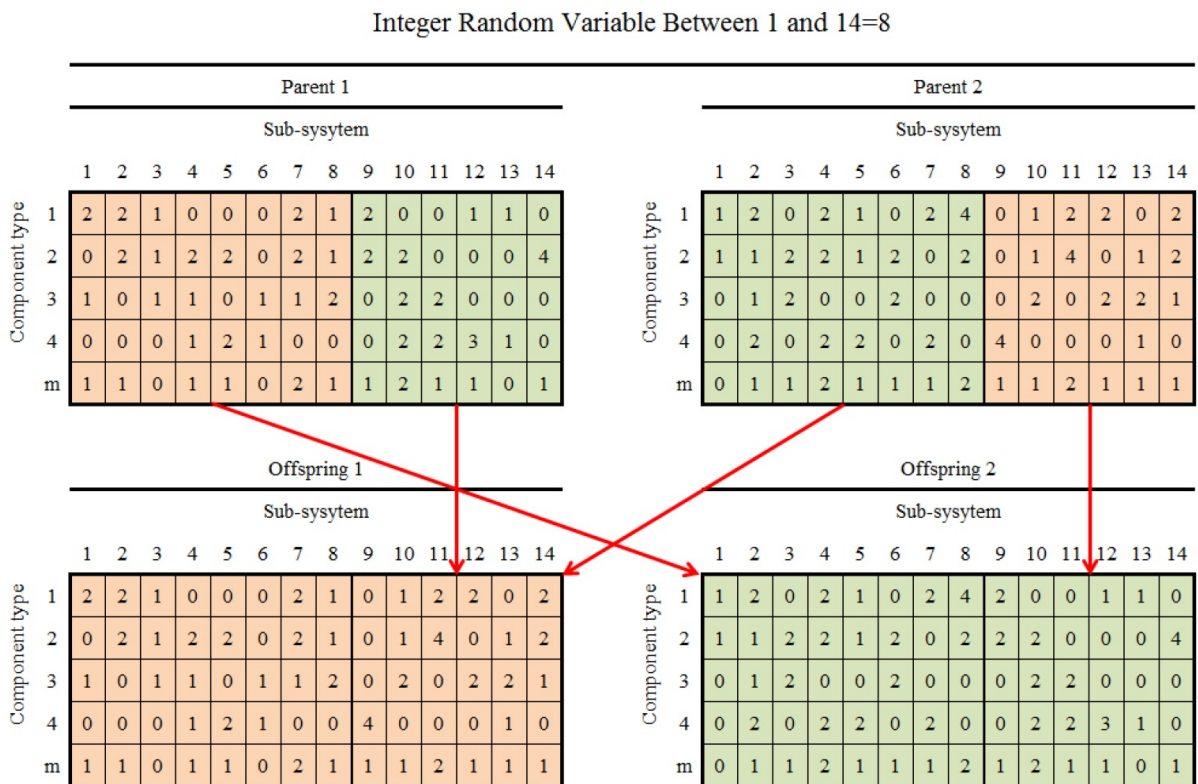 Integer Random Variable Between 1 and 14=8
Parent 1
Sub-sysytem
1 2 3 4 5 6 7 8 9 10 11 12 13 14
Component type
1 2 2 1 0 0 0 2 1 2 0 0 1 1 0
2 0 2 1 2 2 0 2 1 2 2 0 0 0 4
3 1 0 1 1 0 1 1 2 0 2 2 0 0 0
4 0 0 0 1 2 1 0 0 0 2 2 3 1 0
m 1 1 0 1 1 0 2 1 1 2 1 1 0 1
Parent 2
Sub-sysytem
1 2 3 4 5 6 7 8 9 10 11 12 13 14
Component type
1 1 2 0 2 1 0 2 4 0 1 2 2 0 2
2 1 1 2 2 1 2 0 2 0 1 4 0 1 2
3 0 1 2 0 0 2 0 0 0 2 0 2 2 1
4 0 2 0 2 2 0 2 0 4 0 0 0 1 0
m 0 1 1 2 1 1 1 2 1 1 2 1 1 1
Offspring 1
Sub-sysytem
1 2 3 4 5 6 7 8 9 10 11 12 13 14
Component type
1 2 2 1 0 0 0 2 1 0 1 2 2 0 2
2 0 2 1 2 2 0 2 1 0 1 4 0 1 2
3 1 0 1 1 0 1 1 2 0 2 0 2 2 1
4 0 0 0 1 2 1 0 0 4 0 0 0 1 0
m 1 1 0 1 1 0 2 1 1 1 2 1 1 1
Offspring 2
Sub-sysytem
1 2 3 4 5 6 7 8 9 10 11 12 13 14
Component type
1 1 2 0 2 1 0 2 4 2 0 0 1 1 0
2 1 1 2 2 1 2 0 2 2 2 0 0 0 4
3 0 1 2 0 0 2 0 0 0 2 2 0 0 0
4 0 2 0 2 2 0 2 0 0 2 2 3 1 0
m 0 1 1 2 1 1 1 2 1 2 1 1 0 1